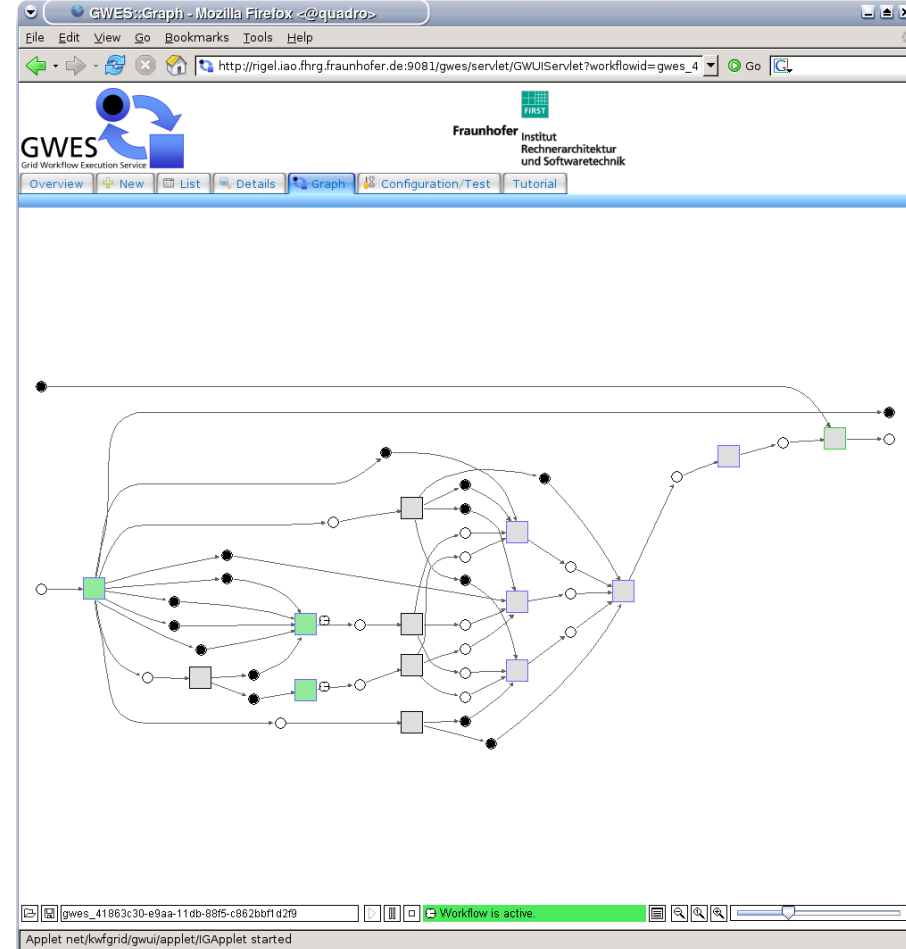 GWES::Graph - Mozilla Firefox <@quadro>
File Edit View Go Bookmarks Tools Help
http://rigel.iao.fhrg.fraunhofer.de:9081/gwes/servlet/GWUIServlet?workflowid=gwes_4 Go G
GWES
Grid Workflow Execution Service
FIRST
Fraunhofer Institut
Rechnerarchitektur
und Softwaretechnik
Overview New List Details Graph Configuration/Test Tutorial
gwes_41863c30-e9aa-11db-88f5-c862bbf1d2f9 Workflow is active.
Applet net/kwfgrid/gwui/applet/IGApplet started